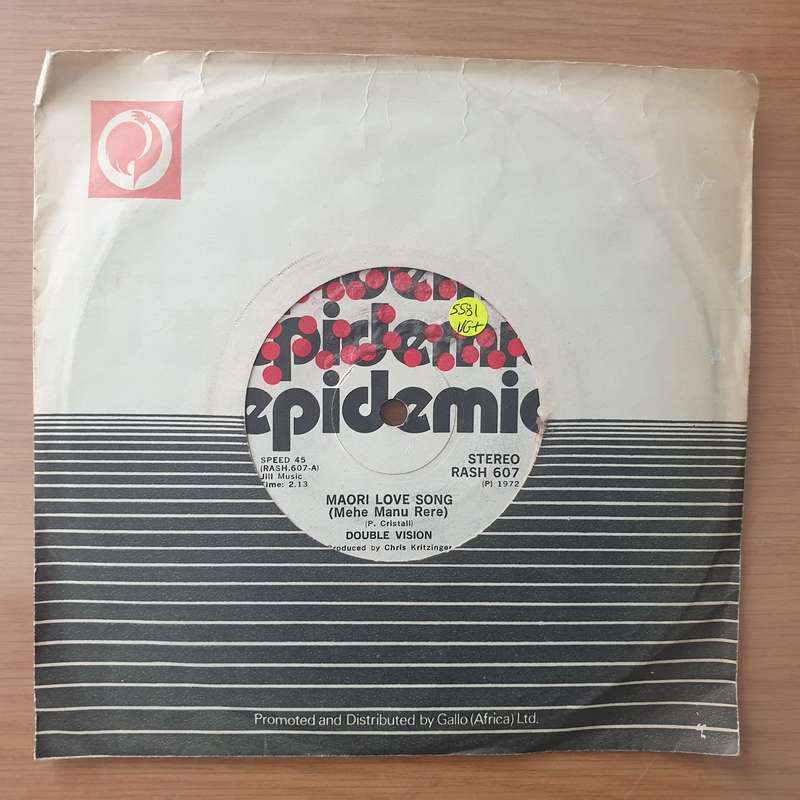 epidemic
epidemic
5581
VG+
epidemic
SPEED 45
(RASH.607-A)
Jill Music
Time: 2.13
STEREO
RASH 607
(P) 1972
MAORI LOVE SONG
(Mehe Manu Rere)
(P. Cristall)
DOUBLE VISION
Produced by Chris Kritzinger
Promoted and Distributed by Gallo (Africa) Ltd.